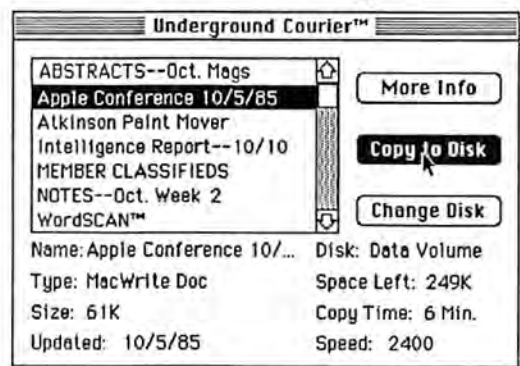 Underground Courier™
ABSTRACTS--Oct. Mags
Apple Conference 10/5/85
Atkinson Paint Mover
Intelligence Report--10/10
MEMBER CLASSIFIEDS
NOTES--Oct. Week 2
WordSCAN™
More Info
Copy to Disk
Change Disk
Name: Apple Conference 10/...
Type: MacWrite Doc
Size: 61K
Updated: 10/5/85
Disk: Data Volume
Space Left: 249K
Copy Time: 6 Min.
Speed: 2400